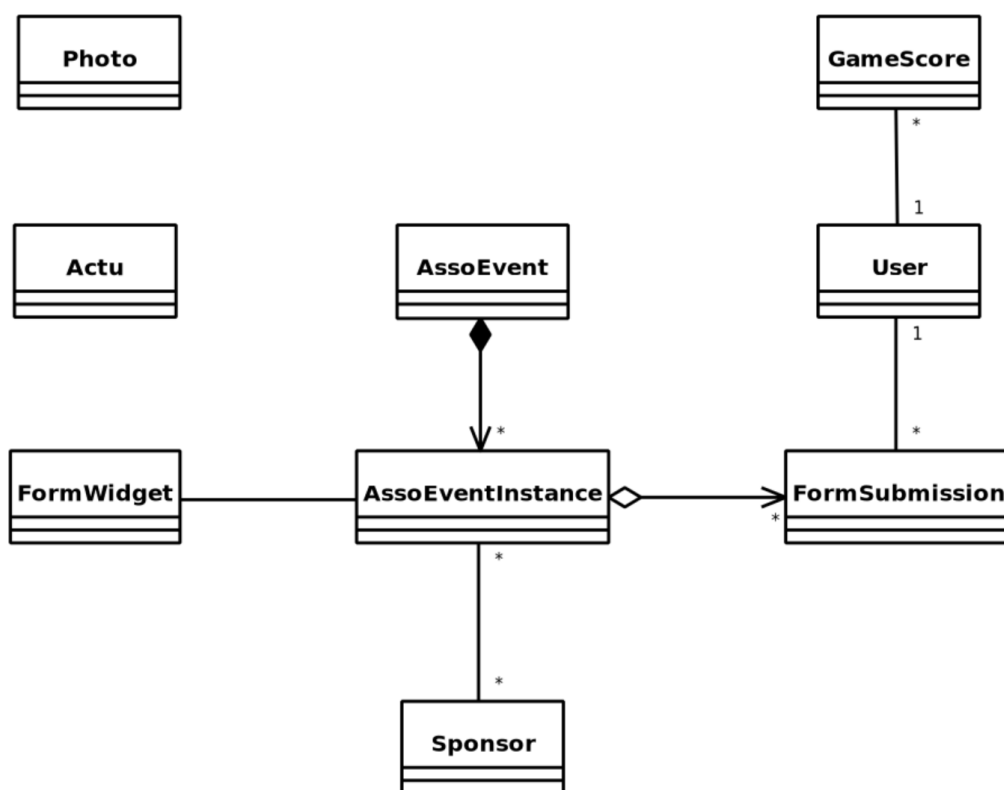 Photo
GameScore
*
1
Actu
AssoEvent
User
1
*
*
FormWidget
AssoEventInstance
FormSubmission
*
*
*
Sponsor